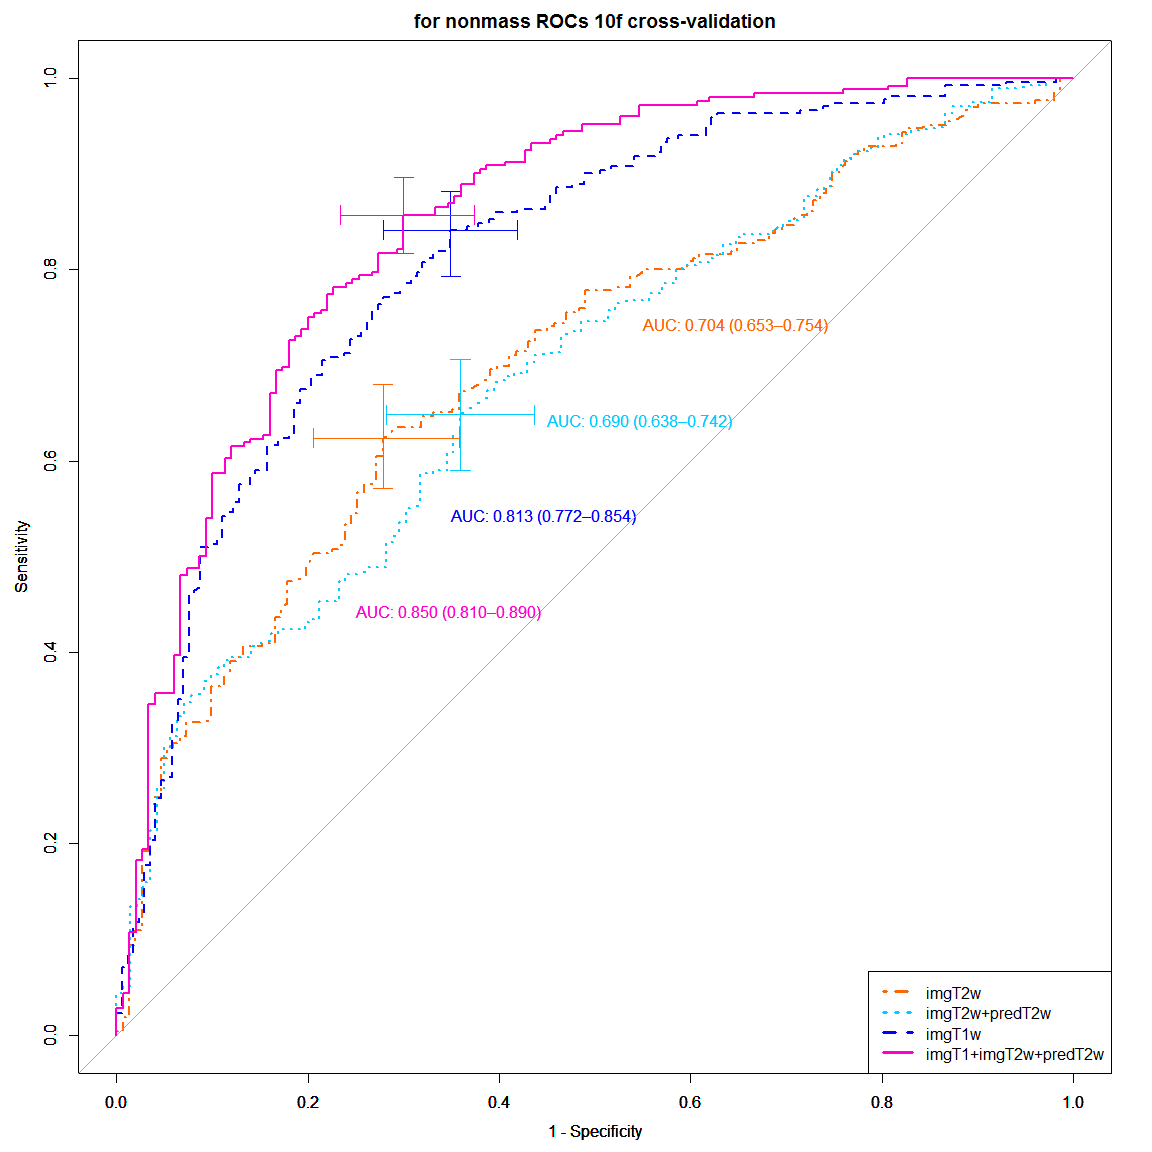 for nonmass ROCs 10f cross-validation
1.0
0.8
0.6
0.4
0.2
0.0
Sensitivity
AUC: 0.704 (0.653–0.754)
AUC: 0.690 (0.638–0.742)
AUC: 0.813 (0.772–0.854)
AUC: 0.850 (0.810–0.890)
imgT2w
imgT2w+predT2w
imgT1w
imgT1+imgT2w+predT2w
0.0 0.2 0.4 0.6 0.8 1.0
1 - Specificity